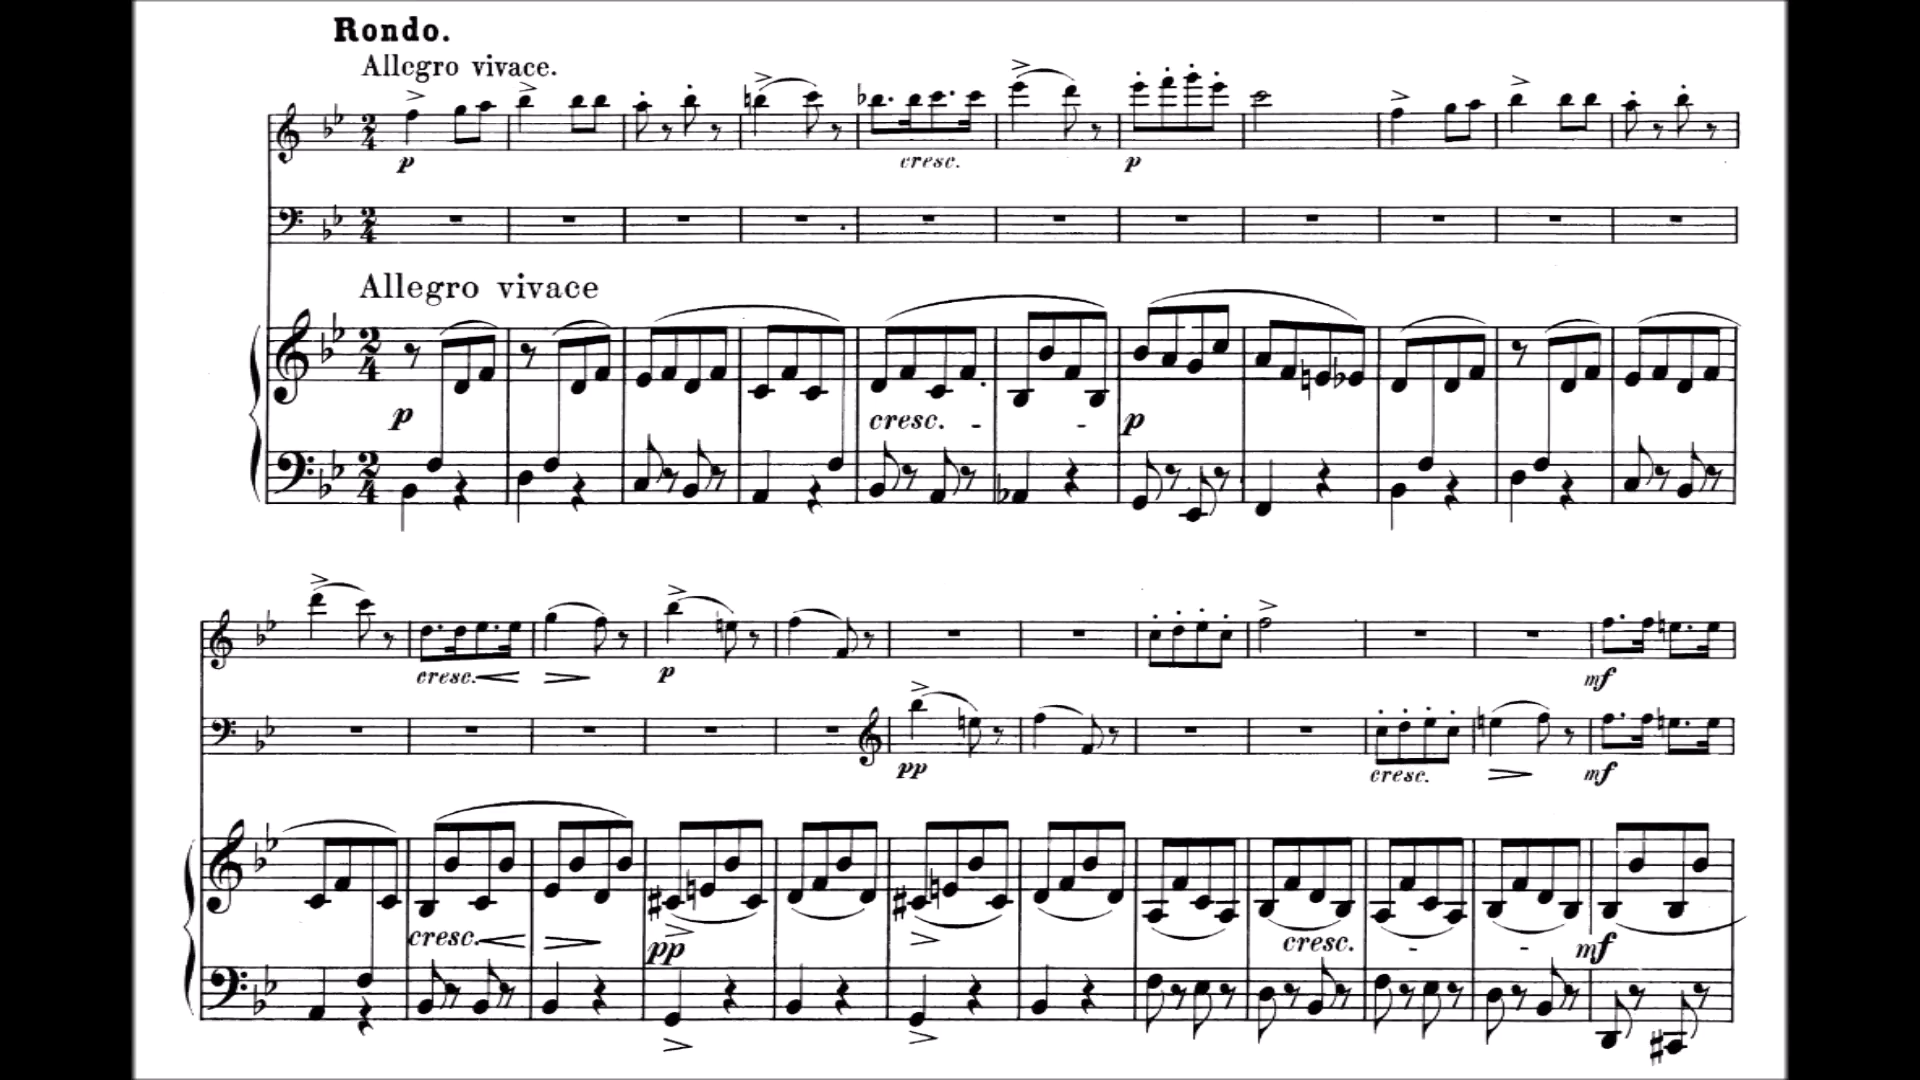 Rondo.
Allegro vivace.
p cresc. p
Allegro vivace
p cresc. - - p
cresc. p mf
pp cresc. mf
cresc. pp cresc. - - mf